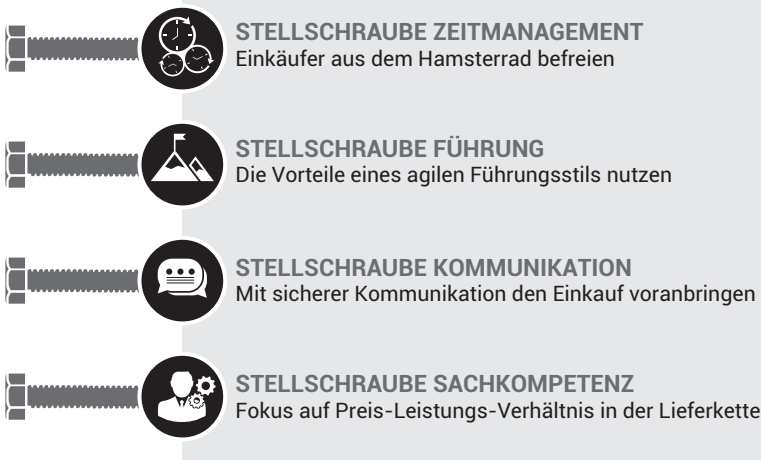 STELLSCHRAUBE ZEITMANAGEMENT
Einkäufer aus dem Hamsterrad befreien
STELLSCHRAUBE FÜHRUNG
Die Vorteile eines agilen Führungsstils nutzen
STELLSCHRAUBE KOMMUNIKATION
Mit sicherer Kommunikation den Einkauf voranbringen
STELLSCHRAUBE SACHKOMPETENZ
Fokus auf Preis-Leistungs-Verhältnis in der Lieferkette